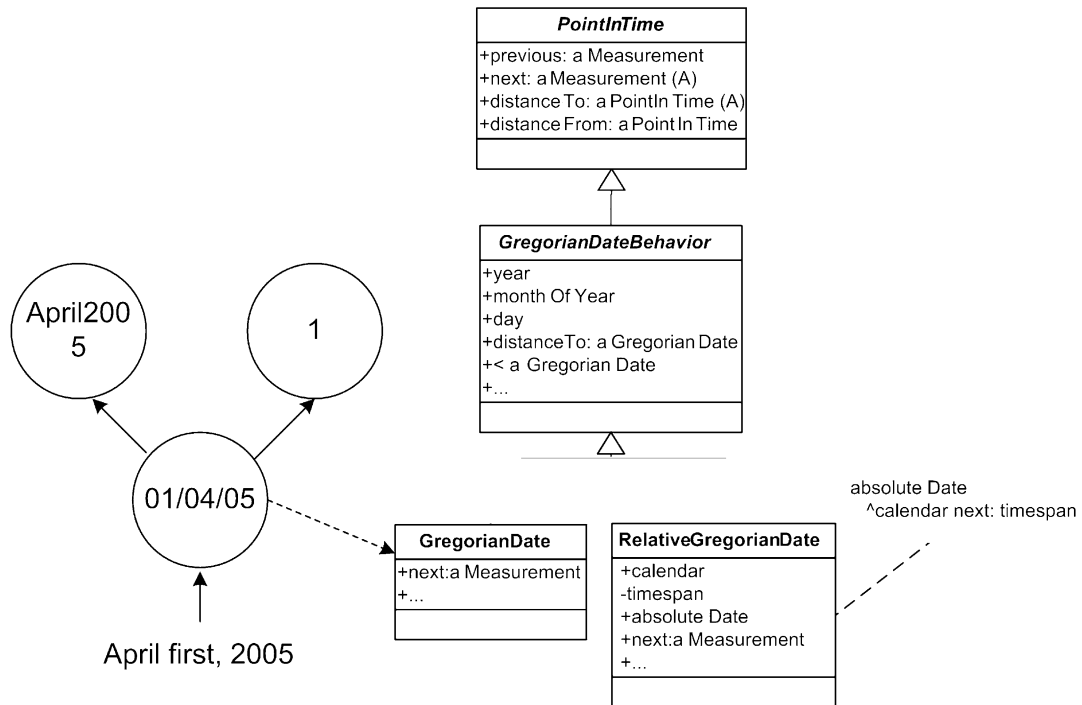 PointInTime
+previous: a Measurement
+next: a Measurement (A)
+distance To: a PointIn Time (A)
+distance From: a Point In Time
GregorianDateBehavior
+year
+month Of Year
+day
+distanceTo: a Gregorian Date
+< a Gregorian Date
+...
April200
5
1
01/04/05
April first, 2005
GregorianDate
+next:a Measurement
+...
RelativeGregorianDate
+calendar
-timespan
+absolute Date
+next:a Measurement
+...
absolute Date
^calendar next: timespan